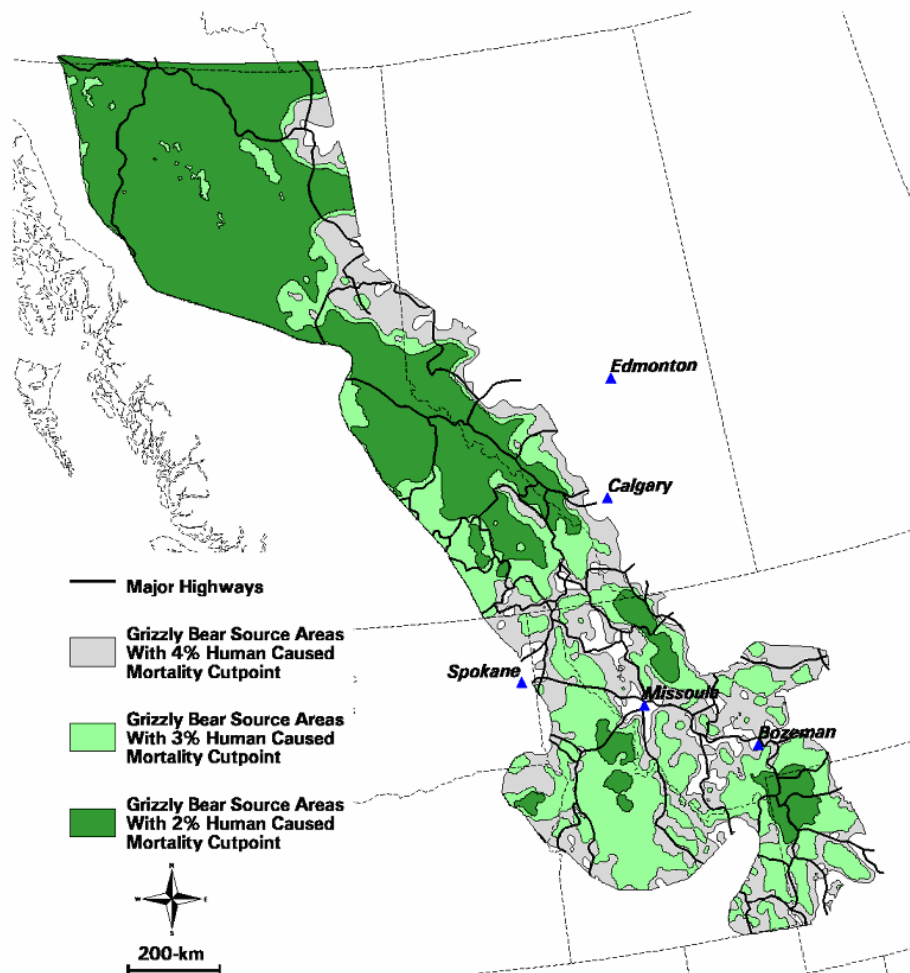 Edmonton
Calgary
Major Highways
Grizzly Bear Source Areas
With 4% Human Caused
Mortality Cutpoint
Spokane
Missoula
Grizzly Bear Source Areas
With 3% Human Caused
Mortality Cutpoint
Bozeman
Grizzly Bear Source Areas
With 2% Human Caused
Mortality Cutpoint
N
W E
S
200-km